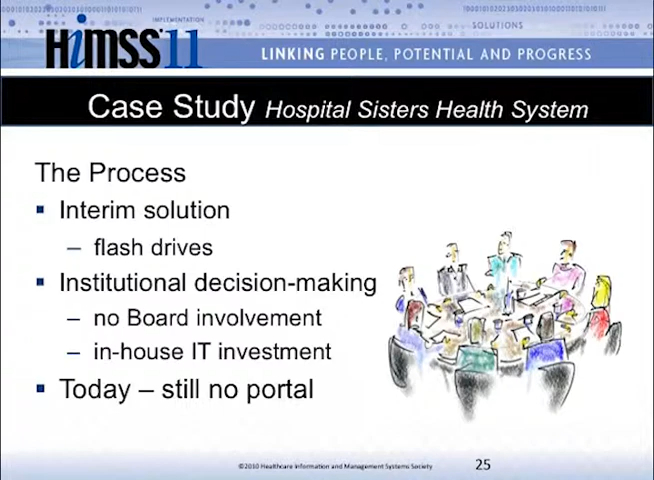 IMPLEMENTATION
SOLUTIONS
HiMSS11
LINKING PEOPLE, POTENTIAL AND PROGRESS
Case Study Hospital Sisters Health System
The Process
▪ Interim solution
– flash drives
▪ Institutional decision-making
– no Board involvement
– in-house IT investment
▪ Today – still no portal
©2010 Healthcare Information and Management Systems Society
25